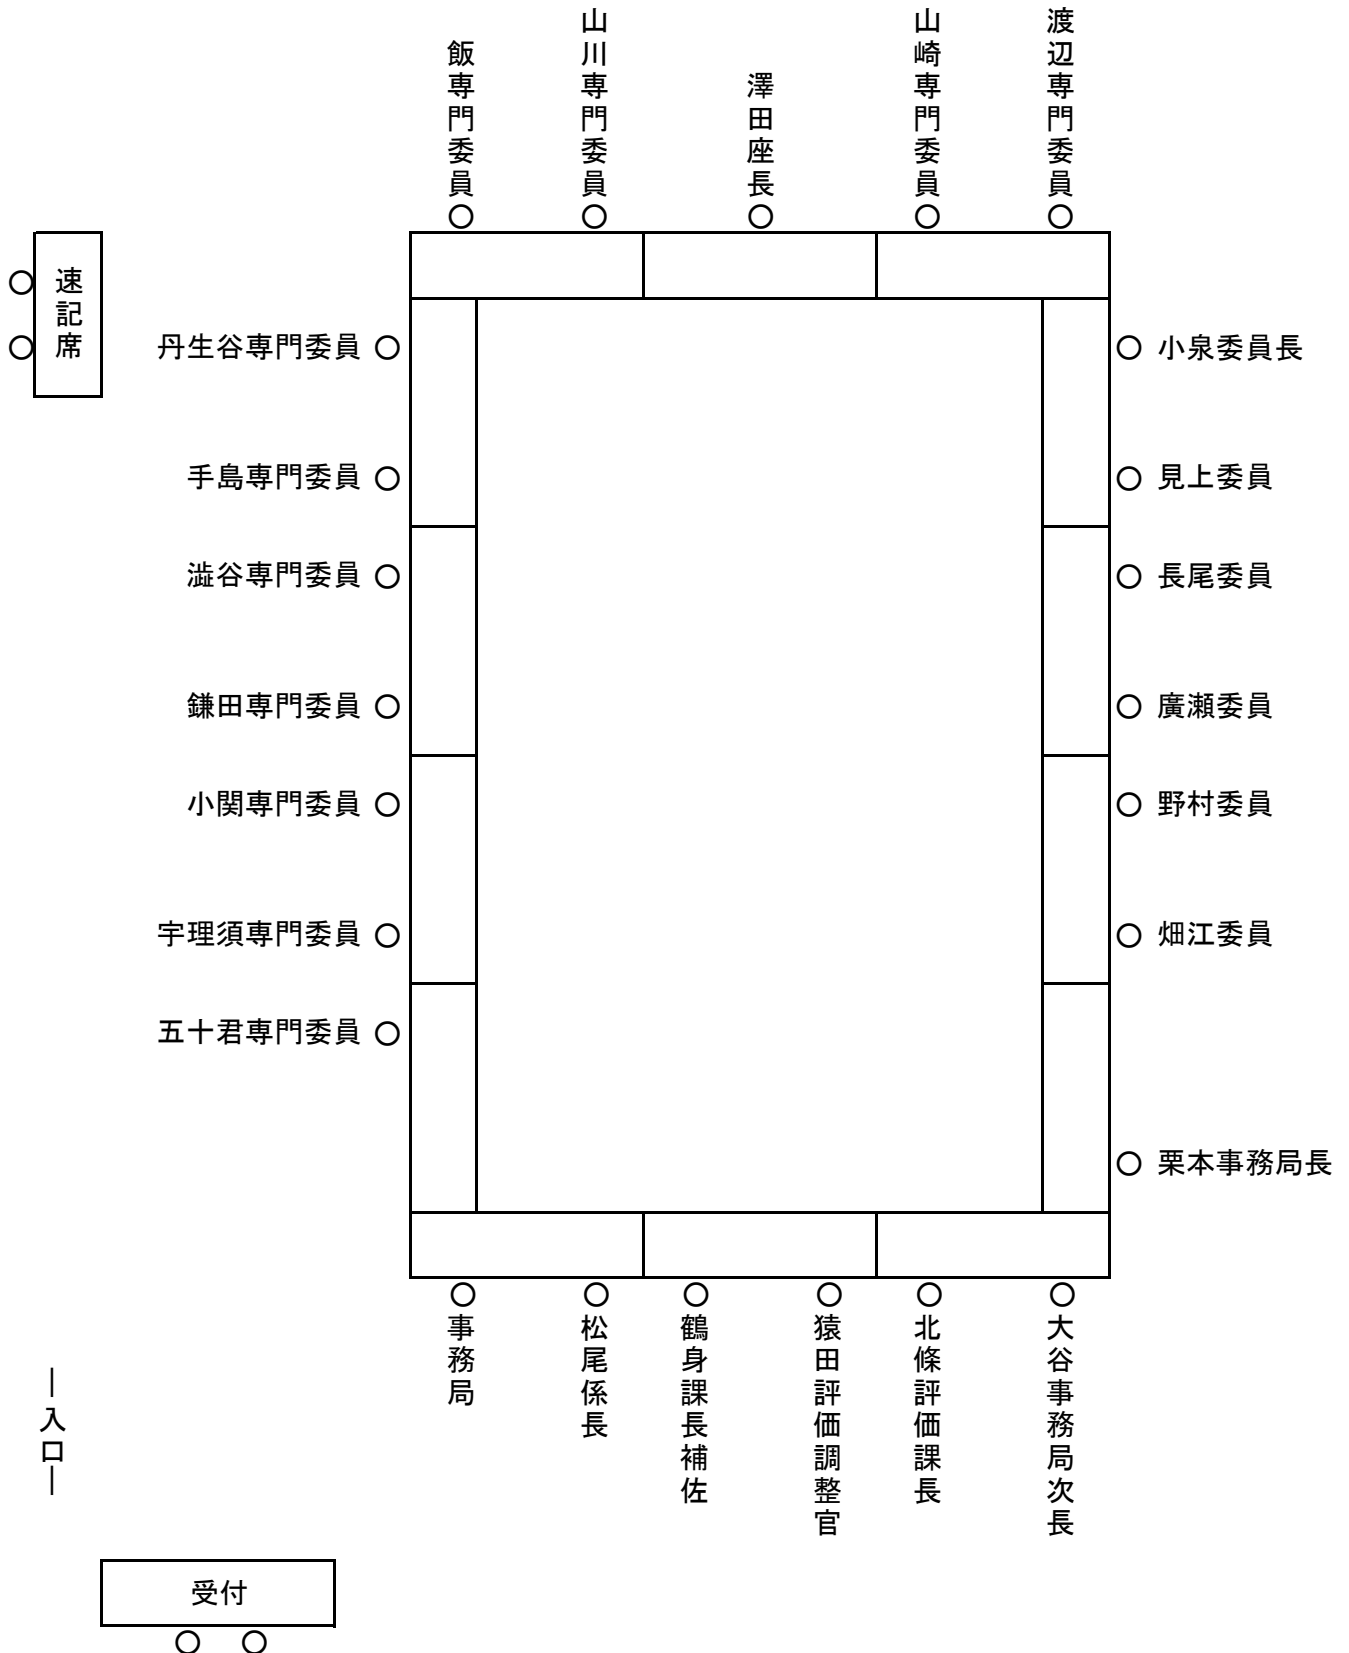 飯専門委員
山川専門委員
澤田座長
山崎専門委員
渡辺専門委員
速記席
丹生谷専門委員
小泉委員長
手島専門委員
見上委員
澁谷専門委員
長尾委員
鎌田専門委員
廣瀬委員
小関専門委員
野村委員
宇理須専門委員
畑江委員
五十君専門委員
栗本事務局長
事務局
松尾係長
鶴身課長補佐
猿田評価調整官
北條評価課長
大谷事務局次長
―入口―
受付